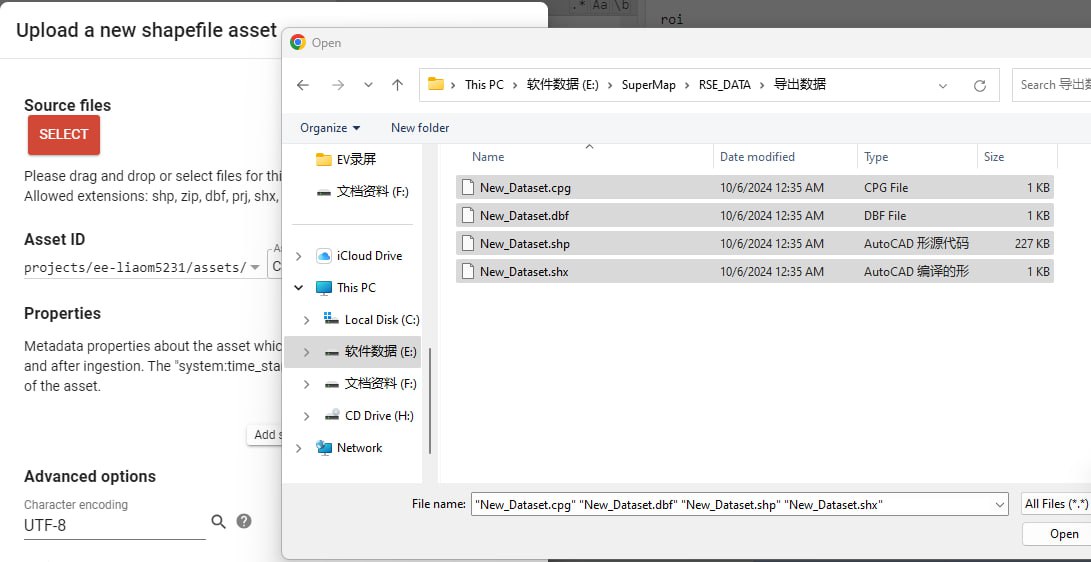 .* Aa \b
roi
Upload a new shapefile asset
Source files
SELECT
Please drag and drop or select files for thi
Allowed extensions: shp, zip, dbf, prj, shx,
Asset ID
projects/ee-liaom5231/assets/
Properties
Metadata properties about the asset whic
and after ingestion. The "system:time_sta
of the asset.
Add s
Advanced options
Character encoding
UTF-8
Open
This PC > 软件数据 (E:) > SuperMap > RSE_DATA > 导出数据
Search 导出数
Organize New folder
EV录屏
文档资料 (F:)
iCloud Drive
This PC
Local Disk (C:)
软件数据 (E:)
文档资料 (F:)
CD Drive (H:)
Network
Name Date modified Type Size
New_Dataset.cpg 10/6/2024 12:35 AM CPG File 1 KB
New_Dataset.dbf 10/6/2024 12:35 AM DBF File 1 KB
New_Dataset.shp 10/6/2024 12:35 AM AutoCAD 形源代码 227 KB
New_Dataset.shx 10/6/2024 12:35 AM AutoCAD 编译的形 1 KB
File name: "New_Dataset.cpg" "New_Dataset.dbf" "New_Dataset.shp" "New_Dataset.shx"
All Files (*.*)
Open